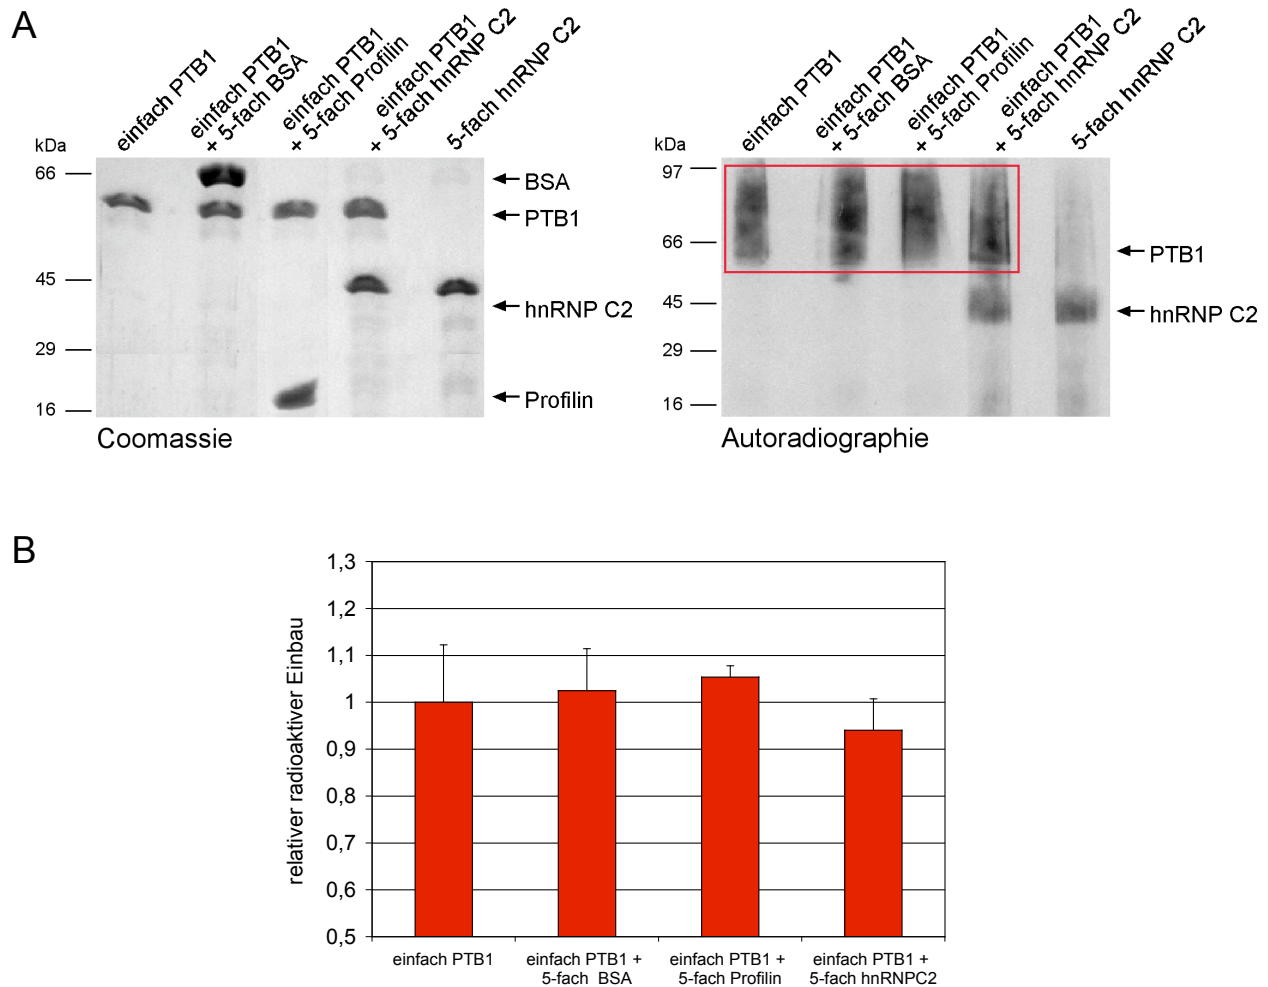 A
einfach PTB1
einfach PTB1
+ 5-fach BSA
einfach PTB1
+ 5-fach Profilin
einfach PTB1
+ 5-fach hnRNP C2
5-fach hnRNP C2
kDa
66
45
29
16
BSA
PTB1
hnRNP C2
Profilin
Coomassie
einfach PTB1
einfach PTB1
+ 5-fach BSA
einfach PTB1
+ 5-fach Profilin
einfach PTB1
+ 5-fach hnRNP C2
5-fach hnRNP C2
kDa
97
66
45
29
16
PTB1
hnRNP C2
Autoradiographie
B
relativer radioaktiver Einbau
1,3
1,2
1,1
1
0,9
0,8
0,7
0,6
0,5
einfach PTB1
einfach PTB1 +
5-fach BSA
einfach PTB1 +
5-fach Profilin
einfach PTB1 +
5-fach hnRNPC2